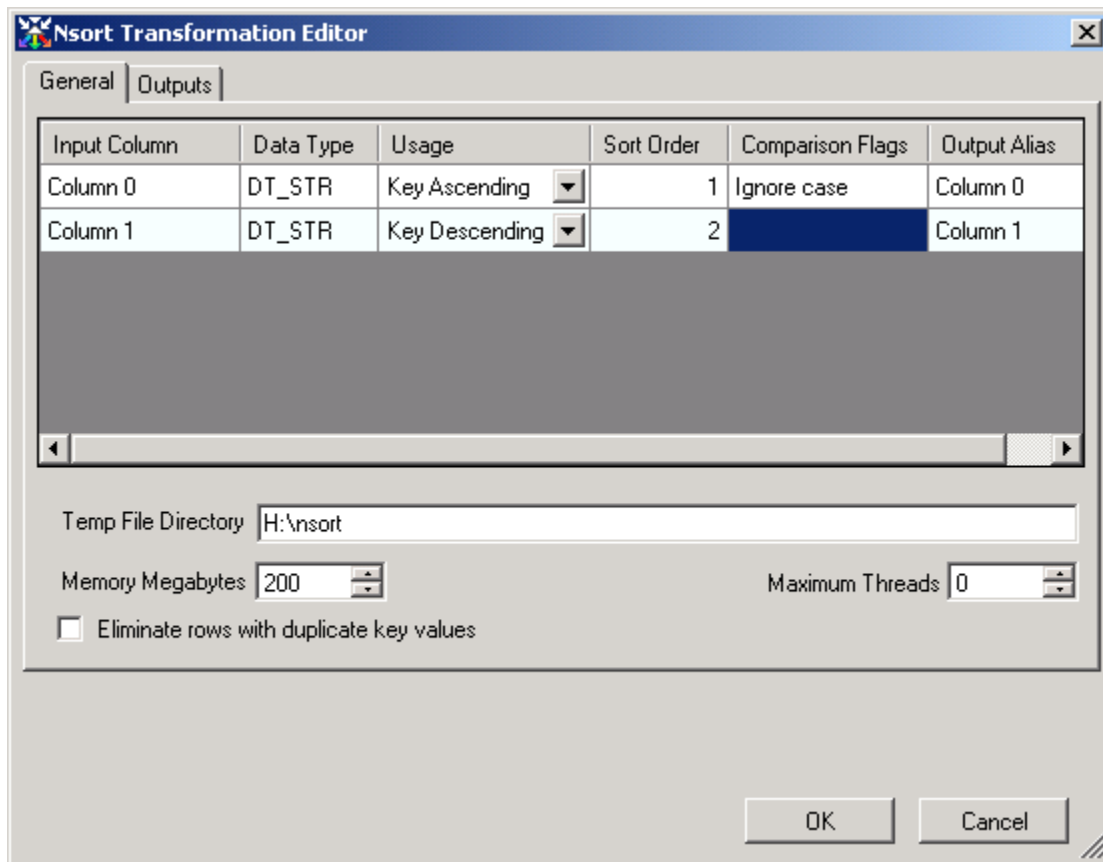 Nsort Transformation Editor
General Outputs
Input Column Data Type Usage Sort Order Comparison Flags Output Alias
Column 0 DT_STR Key Ascending 1 Ignore case Column 0
Column 1 DT_STR Key Descending 2 Column 1
Temp File Directory H:\nsort
Memory Megabytes 200 Maximum Threads 0
Eliminate rows with duplicate key values
OK Cancel